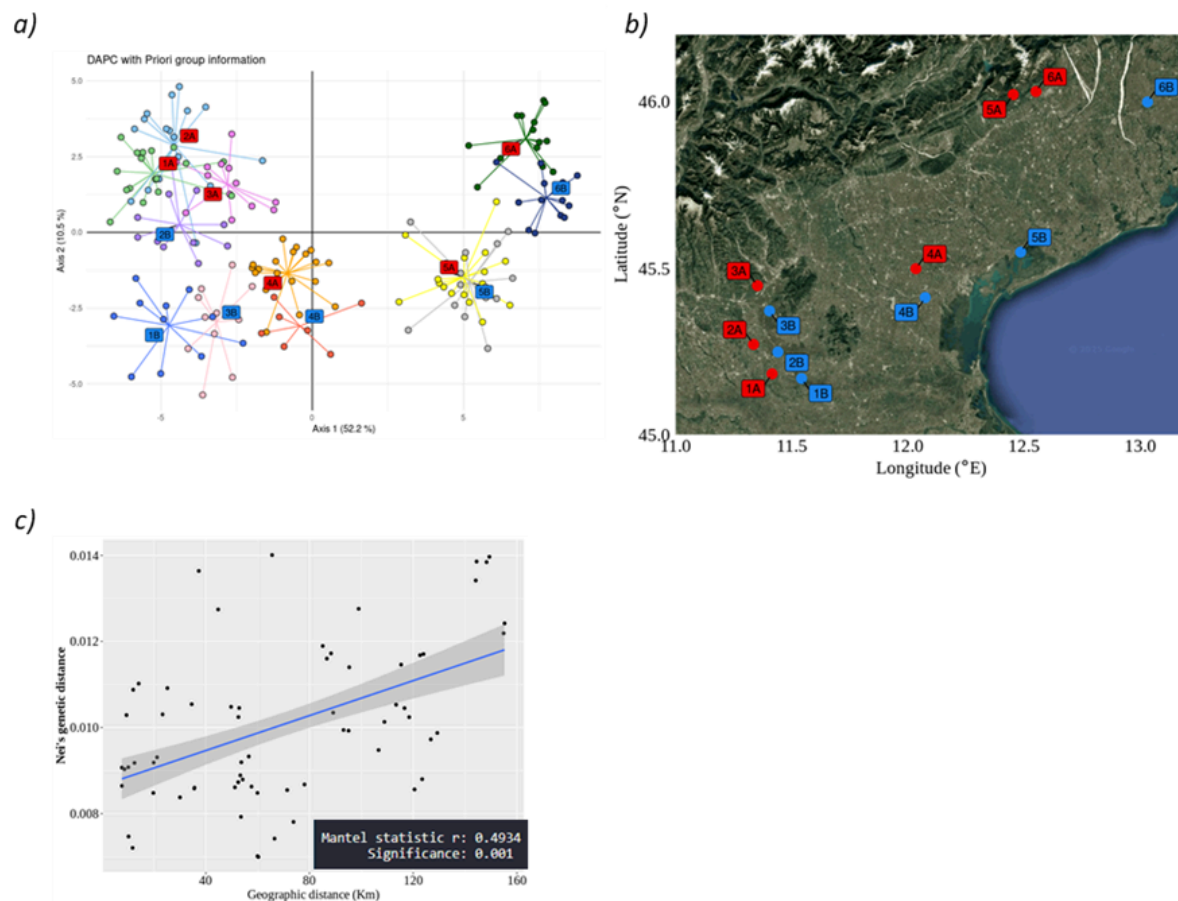 a)
DAPC with Priori group information
5.0
2.5
0.0
-2.5
-5.0
Axis 2 (10.5 %)
2A
1A
3A
2B
1B
3B
4A
4B
5A
5B
6A
6B
-5
0
5
Axis 1 (52.2 %)
b)
46.0
45.5
45.0
Latitude (°N)
6A
5A
6B
5B
4A
4B
3A
3B
2A
2B
1A
1B
11.0 11.5 12.0 12.5 13.0
Longitude (°E)
c)
0.014
0.012
0.010
0.008
Nei's genetic distance
Mantel statistic r: 0.4934
Significance: 0.001
40 80 120 160
Geographic distance (Km)